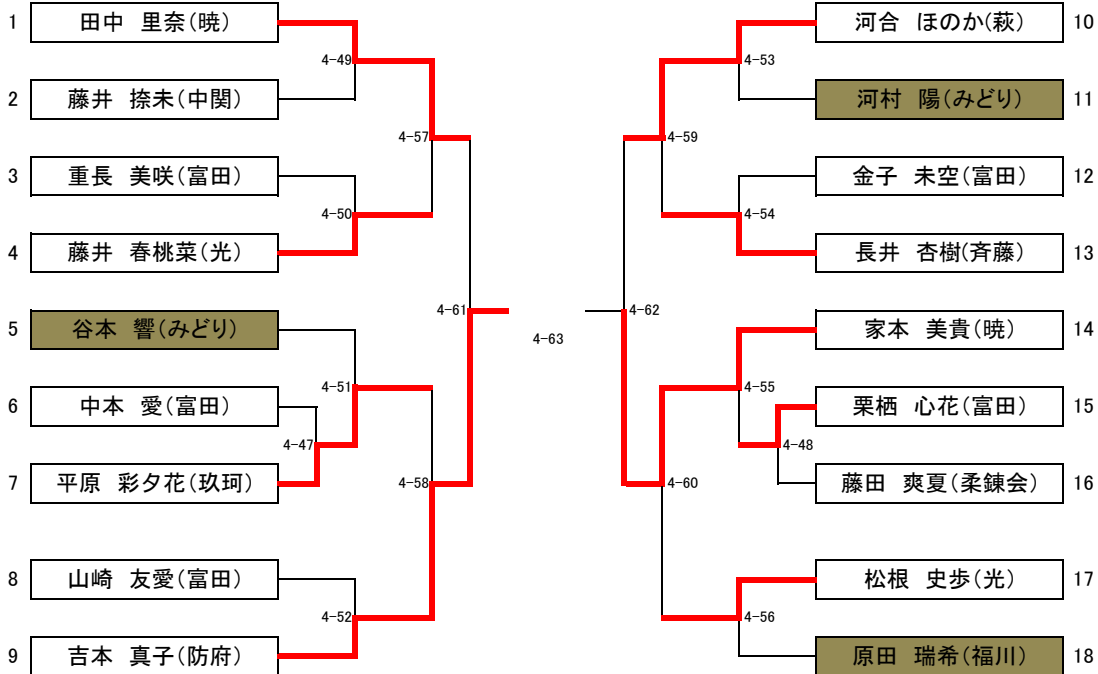 1 田中 里奈(暁)
4-49
2 藤井 捺未(中関)
4-57
3 重長 美咲(富田)
4-50
4 藤井 春桃菜(光)
4-61
5 谷本 響(みどり)
4-51
6 中本 愛(富田)
4-47
7 平原 彩夕花(玖珂)
4-58
8 山崎 友愛(富田)
4-52
9 吉本 真子(防府)
4-63
河合 ほのか(萩) 10
4-53
河村 陽(みどり) 11
4-59
金子 未空(富田) 12
4-54
長井 杏樹(斉藤) 13
4-62
家本 美貴(暁) 14
4-55
栗栖 心花(富田) 15
4-48
藤田 爽夏(柔錬会) 16
4-60
松根 史歩(光) 17
4-56
原田 瑞希(福川) 18